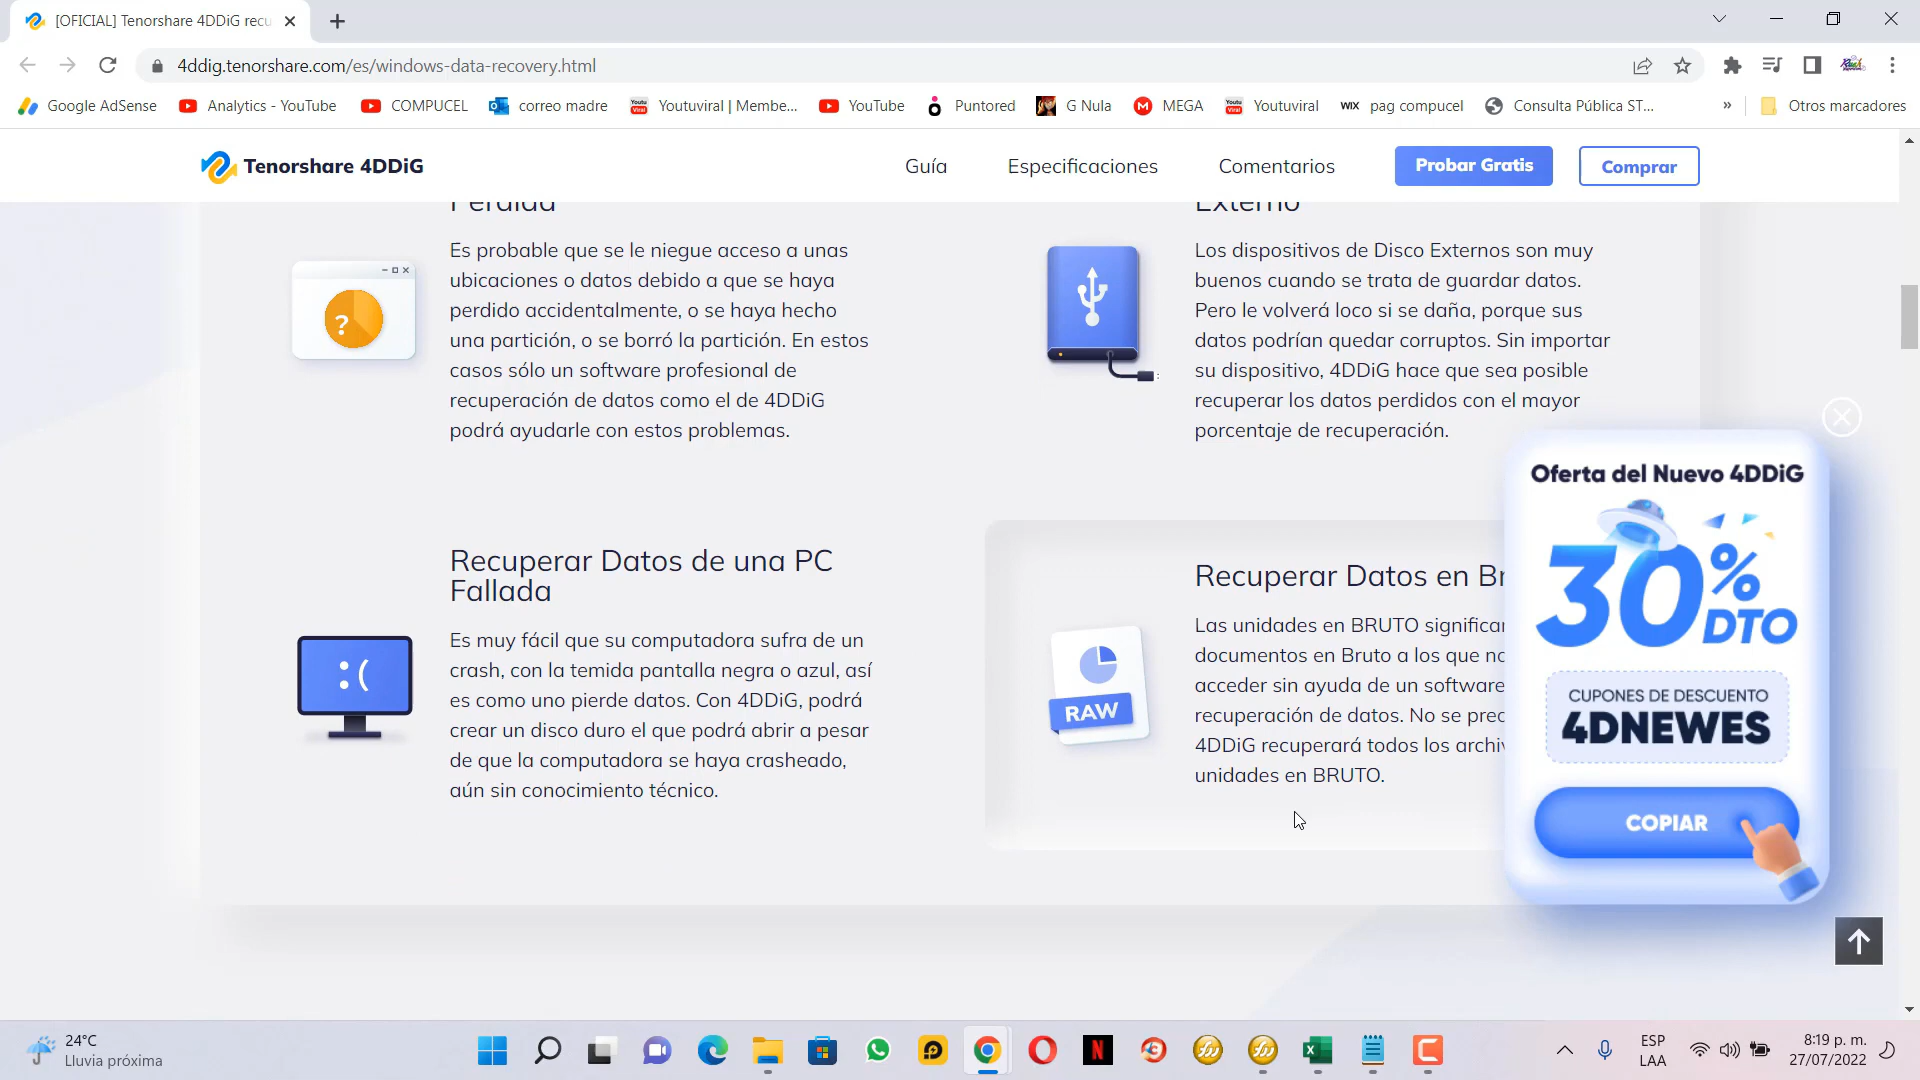 [OFICIAL] Tenorshare 4DDiG recu
4ddig.tenorshare.com/es/windows-data-recovery.html
Google AdSense
Analytics - YouTube
COMPUCEL
correo madre
Youtuviral | Membe...
YouTube
Puntored
G Nula
MEGA
Youtuviral
WIX pag compucel
Consulta Pública ST...
»
Otros marcadores
Tenorshare 4DDiG
Guía
Especificaciones
Comentarios
Probar Gratis
Comprar
Perdida
Es probable que se le niegue acceso a unas
ubicaciones o datos debido a que se haya
perdido accidentalmente, o se haya hecho
una partición, o se borró la partición. En estos
casos sólo un software profesional de
recuperación de datos como el de 4DDiG
podrá ayudarle con estos problemas.
?
Externo
Los dispositivos de Disco Externos son muy
buenos cuando se trata de guardar datos.
Pero le volverá loco si se daña, porque sus
datos podrían quedar corruptos. Sin importar
su dispositivo, 4DDiG hace que sea posible
recuperar los datos perdidos con el mayor
porcentaje de recuperación.
Recuperar Datos de una PC
Fallada
Es muy fácil que su computadora sufra de un
crash, con la temida pantalla negra o azul, así
es como uno pierde datos. Con 4DDiG, podrá
crear un disco duro el que podrá abrir a pesar
de que la computadora se haya crasheado,
aún sin conocimiento técnico.
:(
Recuperar Datos en Br
Las unidades en BRUTO significan
documentos en Bruto a los que no
acceder sin ayuda de un software
recuperación de datos. No se prec
4DDiG recuperará todos los archiv
unidades en BRUTO.
RAW
Oferta del Nuevo 4DDiG
30%
DTO
CUPONES DE DESCUENTO
4DNEWES
COPIAR
24°C
Lluvia próxima
ESP
LAA
8:19 p. m.
27/07/2022